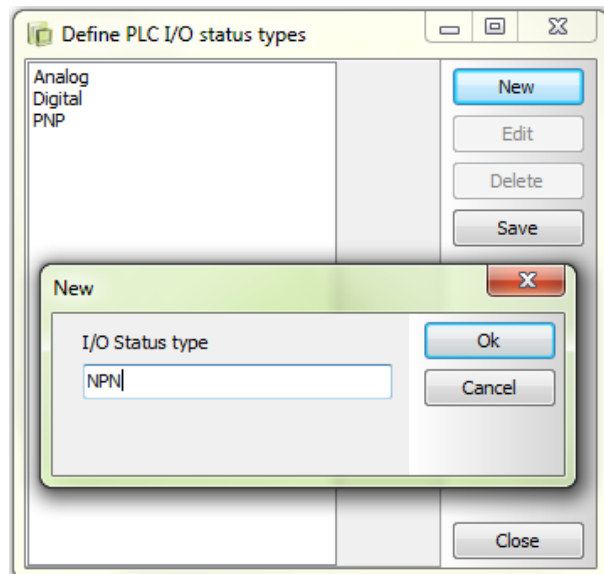 Define PLC I/O status types
Analog
Digital
PNP
New
Edit
Delete
Save
New
I/O Status type
NPN
Ok
Cancel
Close